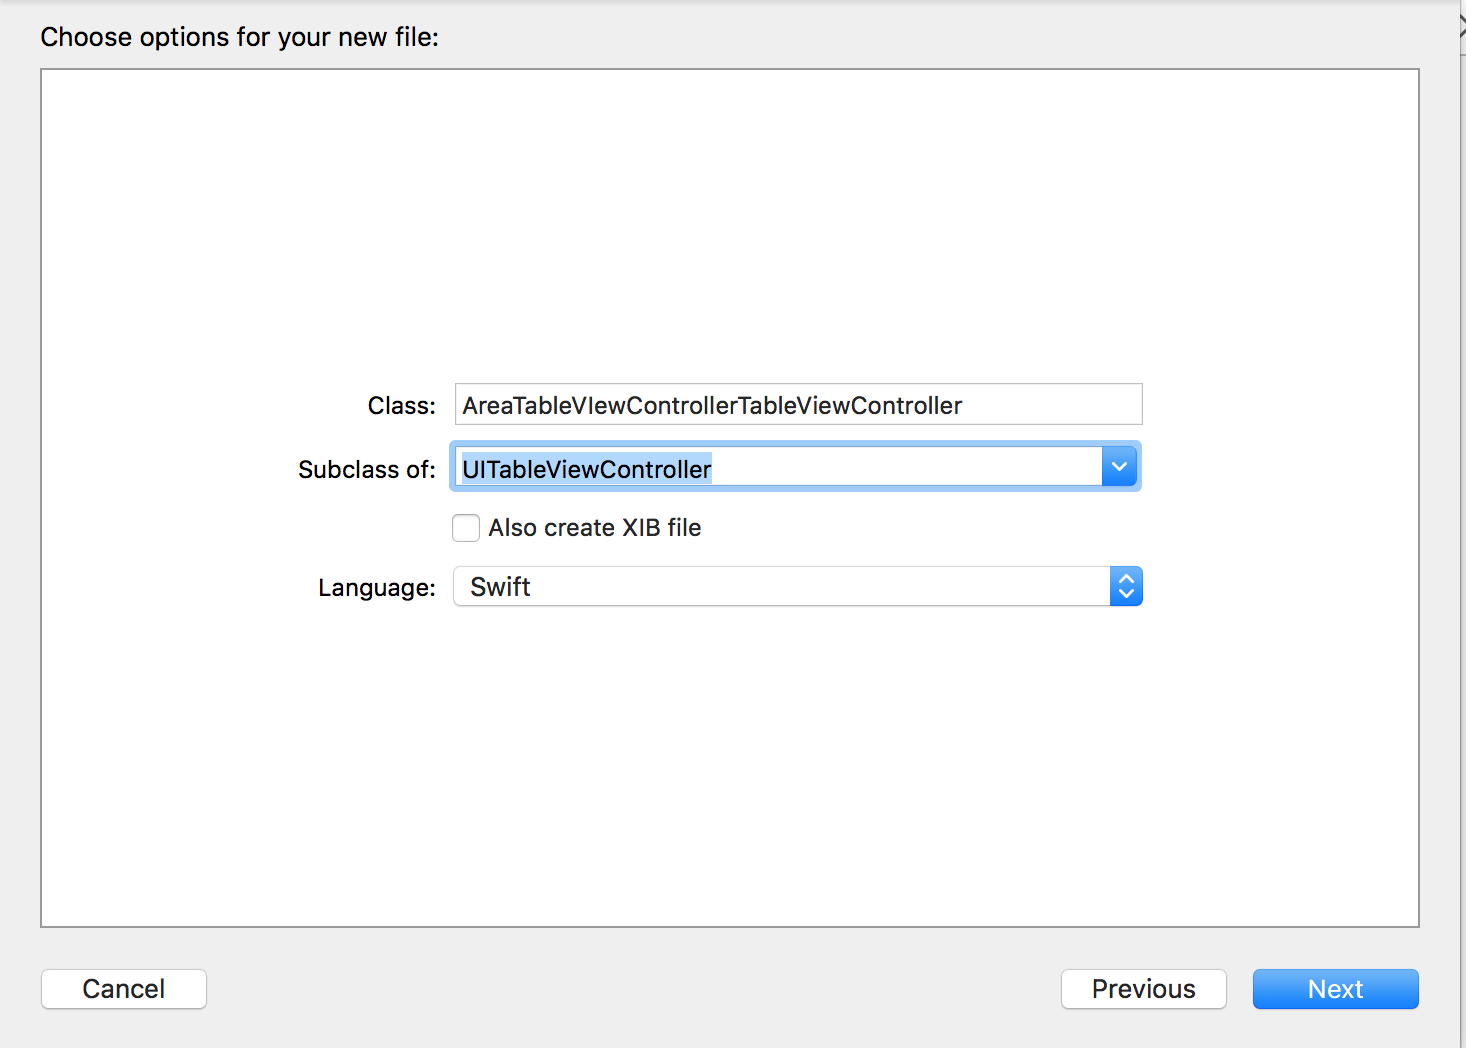 Choose options for your new file:
Class: AreaTableVIewControllerTableViewController
Subclass of: UITableViewController
Also create XIB file
Language: Swift
Cancel Previous Next